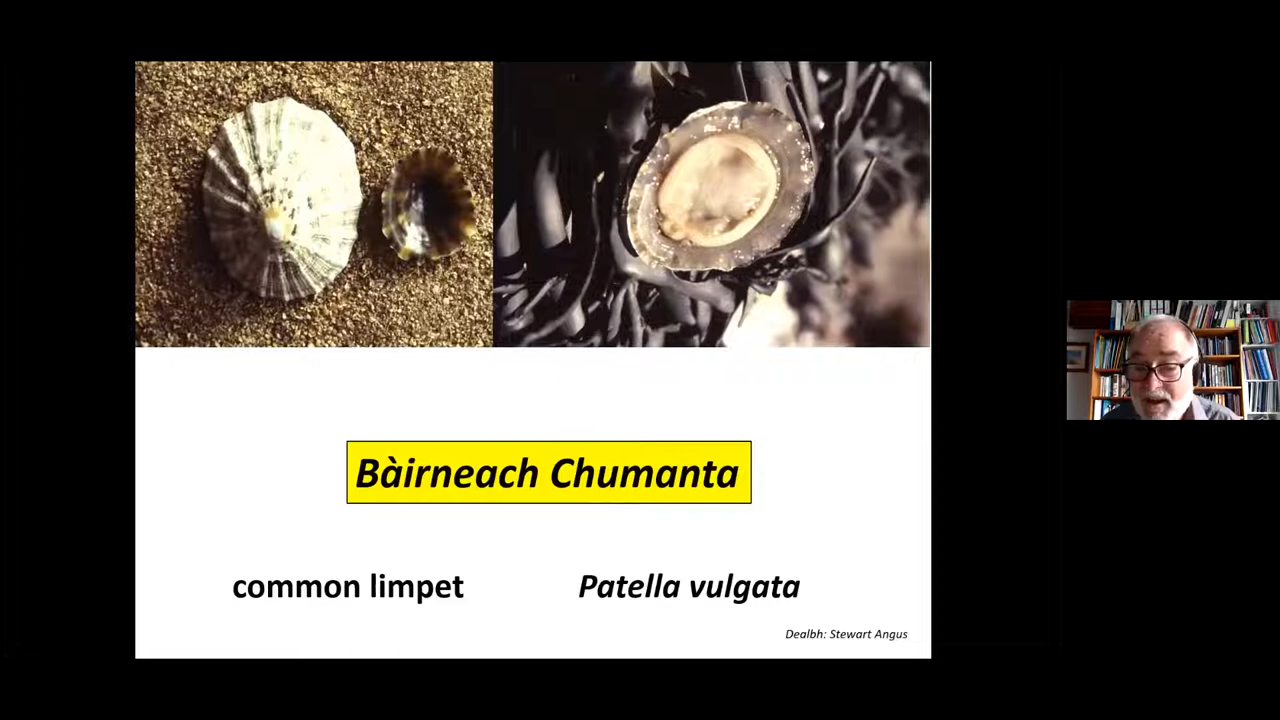 Bàirneach Chumanta
common limpet
Patella vulgata
Dealbh: Stewart Angus